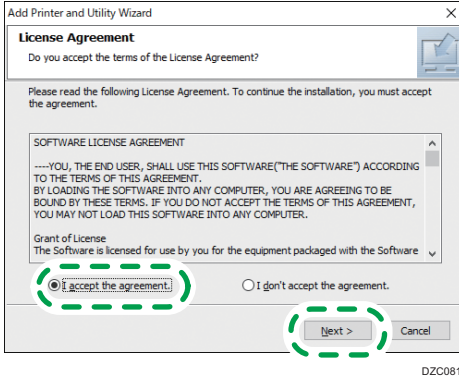 Add Printer and Utility Wizard
License Agreement
Do you accept the terms of the License Agreement?
Please read the following License Agreement. To continue the installation, you must accept
the agreement.
SOFTWARE LICENSE AGREEMENT
----YOU, THE END USER, SHALL USE THIS SOFTWARE("THE SOFTWARE") ACCORDING
TO THE TERMS OF THIS AGREEMENT.
BY LOADING THE SOFTWARE INTO ANY COMPUTER, YOU ARE AGREEING TO BE
BOUND BY THESE TERMS. IF YOU DO NOT ACCEPT THE TERMS OF THIS AGREEMENT,
YOU MAY NOT LOAD THIS SOFTWARE INTO ANY COMPUTER.
Grant of License
The Software is licensed for use by you for the equipment packaged with the Software
I accept the agreement. I don't accept the agreement.
Next > Cancel
DZC081